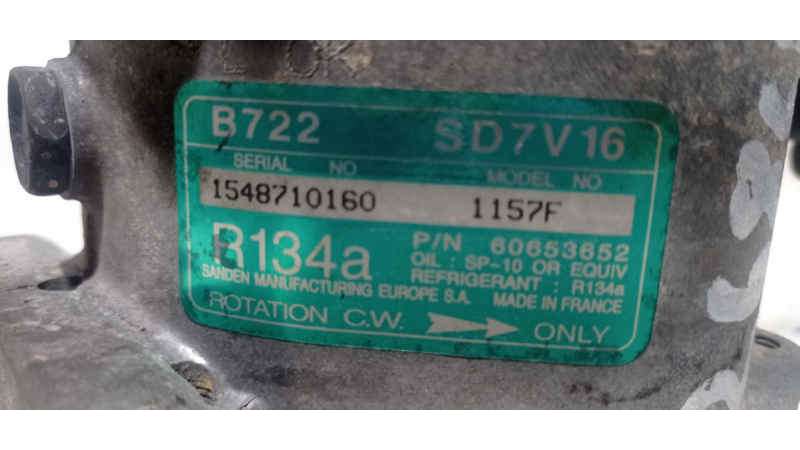 OK
B722 SD7V16
SERIAL NO MODEL NO
1548710160 1157F
R134a P/N 60653652
OIL : SP-10 OR EQUIV
REFRIGERANT : R134a
SANDEN MANUFACTURING EUROPE S.A. MADE IN FRANCE
ROTATION C.W. ONLY